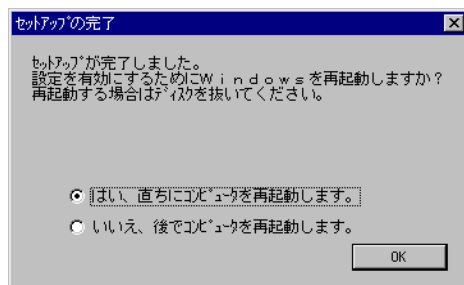 ｾｯﾄｱｯﾌﾟの完了
ｾｯﾄｱｯﾌﾟが完了しました。
設定を有効にするためにＷｉｎｄｏｗｓを再起動しますか？
再起動する場合はﾃﾞｨｽｸを抜いてください。
はい、直ちにｺﾝﾋﾟｭｰﾀを再起動します。
いいえ、後でｺﾝﾋﾟｭｰﾀを再起動します。
OK